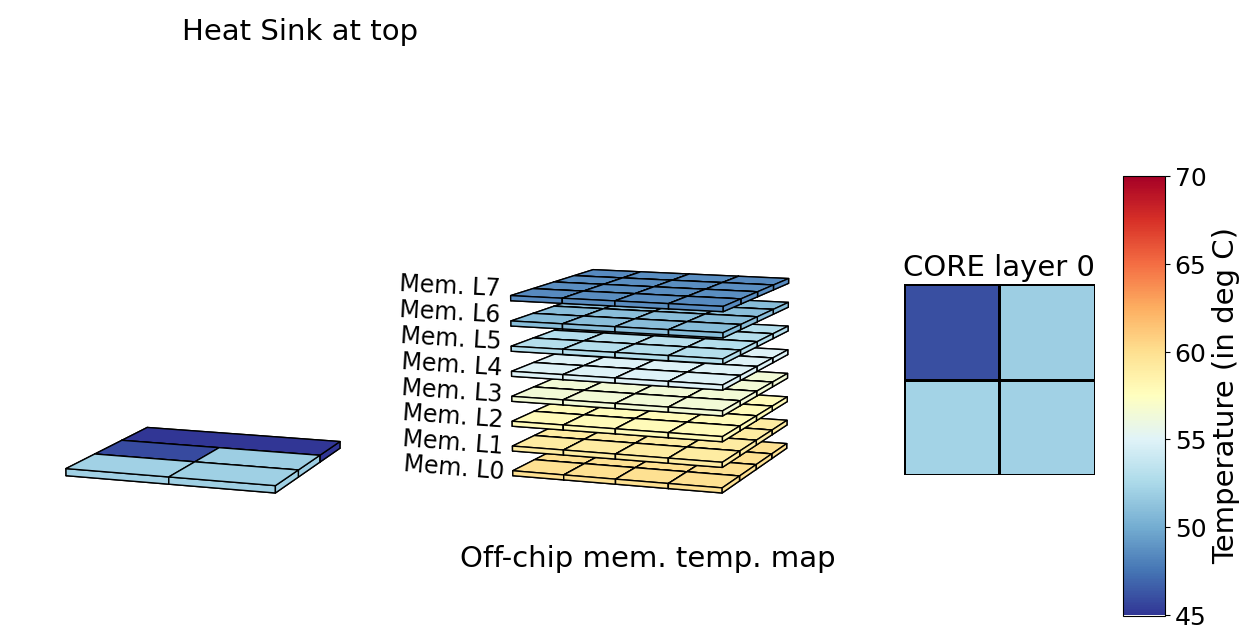 Heat Sink at top
Mem. L7
Mem. L6
Mem. L5
Mem. L4
Mem. L3
Mem. L2
Mem. L1
Mem. L0
Off-chip mem. temp. map
CORE layer 0
70
65
60
55
50
45
Temperature (in deg C)